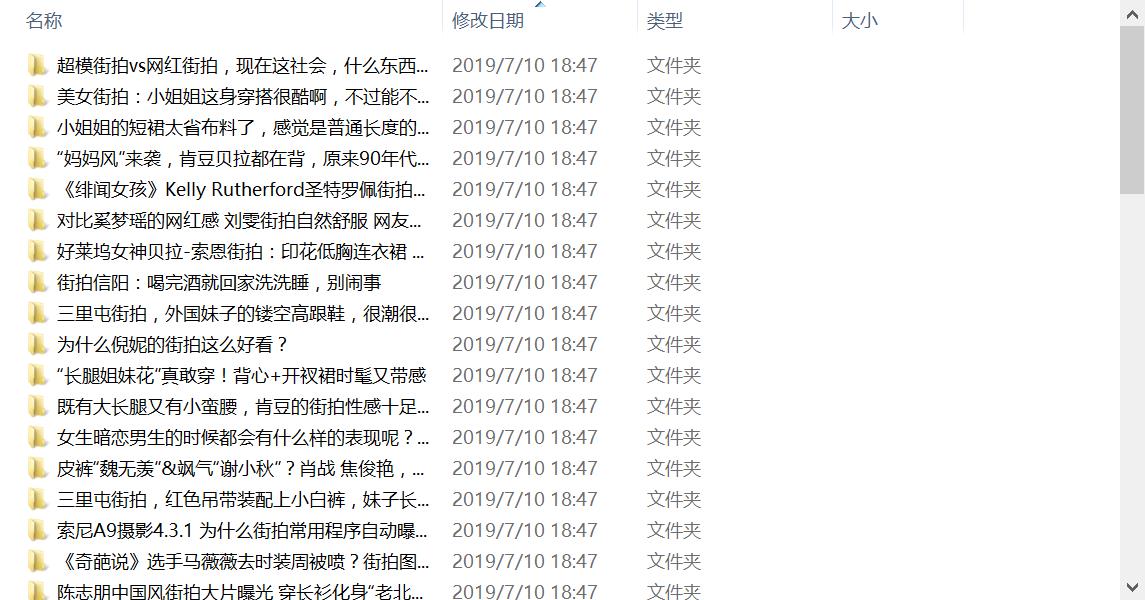 名称 修改日期 类型 大小
超模街拍vs网红街拍，现在这社会，什么东西... 2019/7/10 18:47 文件夹
美女街拍：小姐姐这身穿搭很酷啊，不过能不... 2019/7/10 18:47 文件夹
小姐姐的短裙太省布料了，感觉是普通长度的... 2019/7/10 18:47 文件夹
“妈妈风”来袭，肯豆贝拉都在背，原来90年代... 2019/7/10 18:47 文件夹
《绯闻女孩》Kelly Rutherford圣特罗佩街拍... 2019/7/10 18:47 文件夹
对比奚梦瑶的网红感 刘雯街拍自然舒服 网友... 2019/7/10 18:47 文件夹
好莱坞女神贝拉-索恩街拍：印花低胸连衣裙 ... 2019/7/10 18:47 文件夹
街拍信阳：喝完酒就回家洗洗睡，别闹事 2019/7/10 18:47 文件夹
三里屯街拍，外国妹子的镂空高跟鞋，很潮很... 2019/7/10 18:47 文件夹
为什么倪妮的街拍这么好看？ 2019/7/10 18:47 文件夹
“长腿姐妹花”真敢穿！背心+开衩裙时髦又带感 2019/7/10 18:47 文件夹
既有大长腿又有小蛮腰，肯豆的街拍性感十足... 2019/7/10 18:47 文件夹
女生暗恋男生的时候都会有什么样的表现呢？... 2019/7/10 18:47 文件夹
皮裤“魏无羡”&飒气“谢小秋”？肖战 焦俊艳，... 2019/7/10 18:47 文件夹
三里屯街拍，红色吊带装配上小白裤，妹子长... 2019/7/10 18:47 文件夹
索尼A9摄影4.3.1 为什么街拍常用程序自动曝... 2019/7/10 18:47 文件夹
《奇葩说》选手马薇薇去时装周被喷？街拍图... 2019/7/10 18:47 文件夹
陈志朋中国风街拍大片曝光 穿长衫化身“老北... 2019/7/10 18:47 文件夹